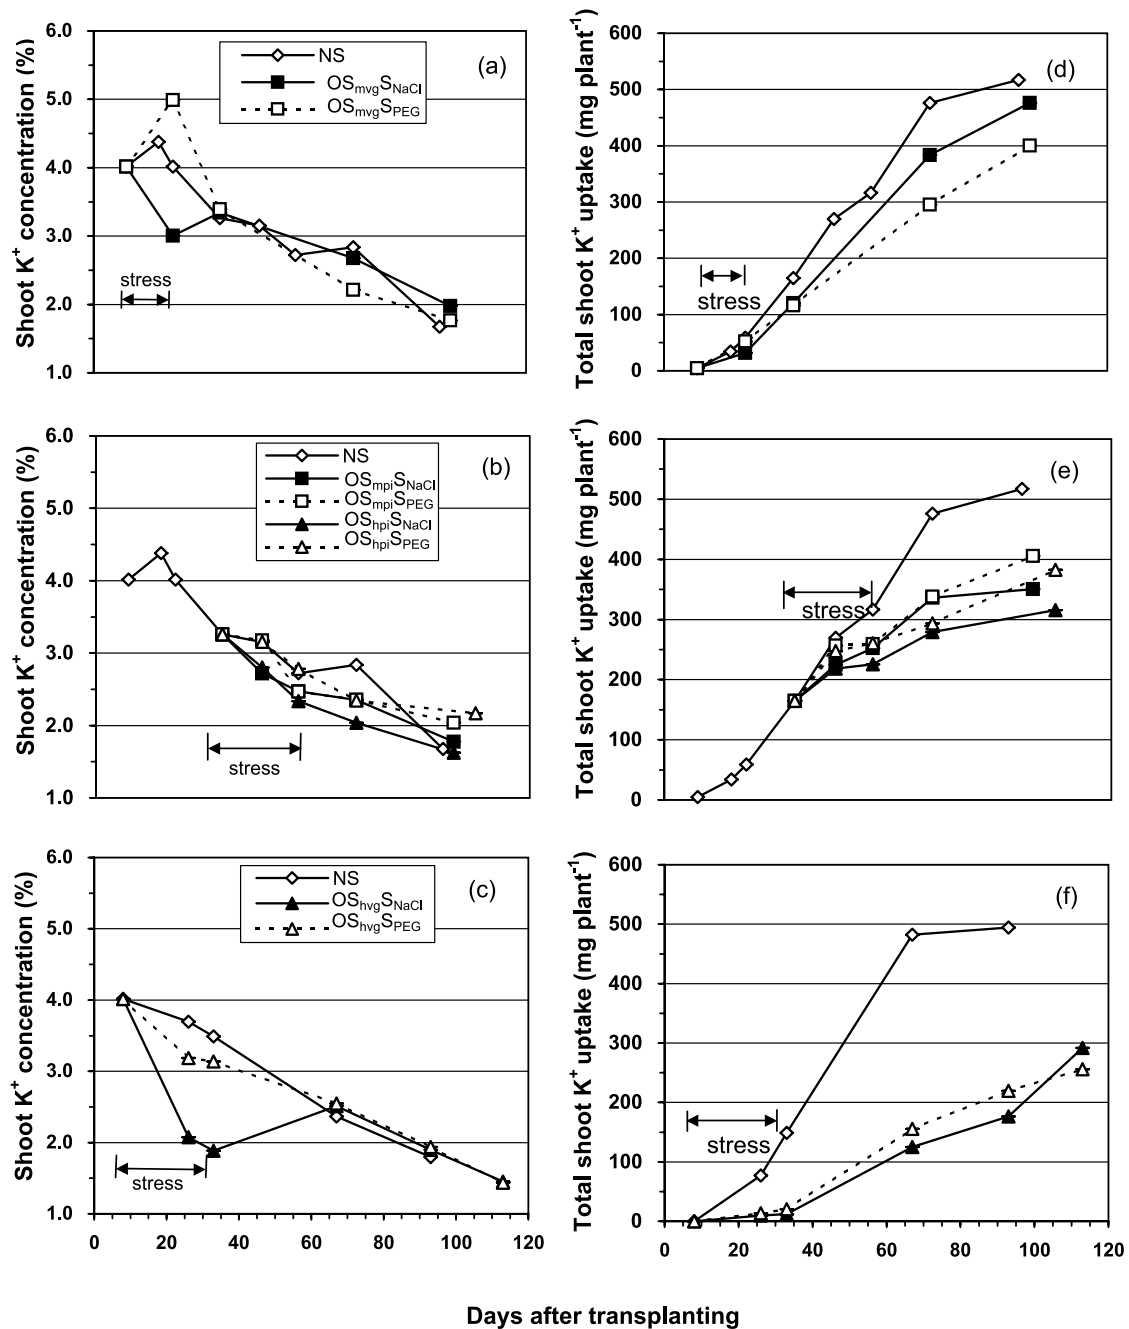 Shoot K⁺ concentration (%)
6.0
5.0
4.0
3.0
2.0
1.0
NS
OSmvgSNaCl
OSmvgSPEG
(a)
stress
Total shoot K⁺ uptake (mg plant⁻¹)
600
500
400
300
200
100
0
(d)
stress
Shoot K⁺ concentration (%)
6.0
5.0
4.0
3.0
2.0
1.0
NS
OSmpiSNaCl
OSmpiSPEG
OShpiSNaCl
OShpiSPEG
(b)
stress
Total shoot K⁺ uptake (mg plant⁻¹)
600
500
400
300
200
100
0
(e)
stress
Shoot K⁺ concentration (%)
6.0
5.0
4.0
3.0
2.0
1.0
NS
OShvgSNaCl
OShvgSPEG
(c)
stress
0 20 40 60 80 100 120
Total shoot K⁺ uptake (mg plant⁻¹)
600
500
400
300
200
100
0
(f)
stress
0 20 40 60 80 100 120
Days after transplanting